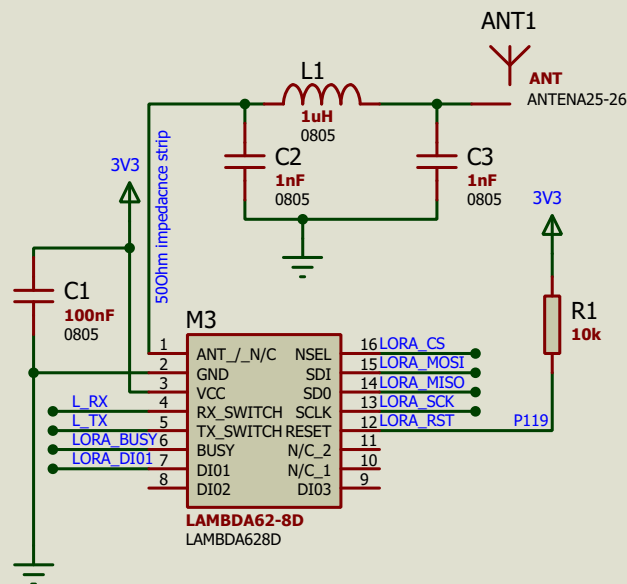 ANT1
ANT
ANTENA25-26
L1
1uH
0805
C2
1nF
0805
C3
1nF
0805
50Ohm impedacnce strip
3V3
3V3
C1
100nF
0805
R1
10k
M3
1 ANT_/_N/C NSEL 16 LORA_CS
2 GND SDI 15 LORA_MOSI
3 VCC SD0 14 LORA_MISO
L_RX 4 RX_SWITCH SCLK 13 LORA_SCK
L_TX 5 TX_SWITCH RESET 12 LORA_RST P119
LORA_BUSY 6 BUSY N/C_2 11
LORA_DI01 7 DI01 N/C_1 10
8 DI02 DI03 9
LAMBDA62-8D
LAMBDA628D